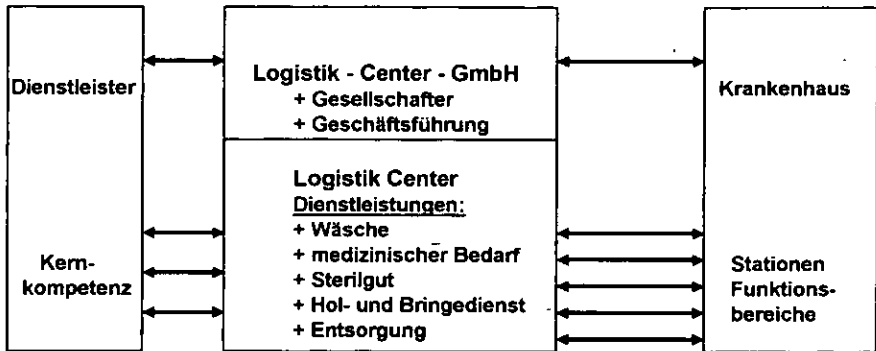 Dienstleister
Kern-
kompetenz
Logistik - Center - GmbH
+ Gesellschafter
+ Geschäftsführung
Logistik Center
Dienstleistungen:
+ Wäsche
+ medizinischer Bedarf
+ Sterilgut
+ Hol- und Bringedienst
+ Entsorgung
Krankenhaus
Stationen
Funktions-
bereiche